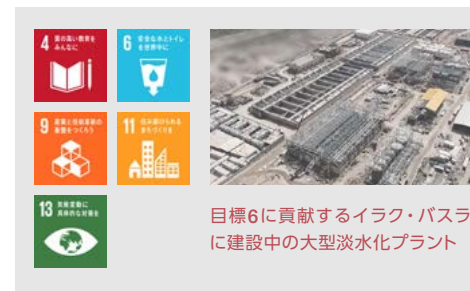 4 質の高い教育を
みんなに
6 安全な水とトイレ
を世界中に
9 産業と技術革新の
基盤をつくろう
11 住み続けられる
まちづくりを
13 気候変動に
具体的な対策を
目標6に貢献するイラク・バスラ
に建設中の大型淡水化プラント